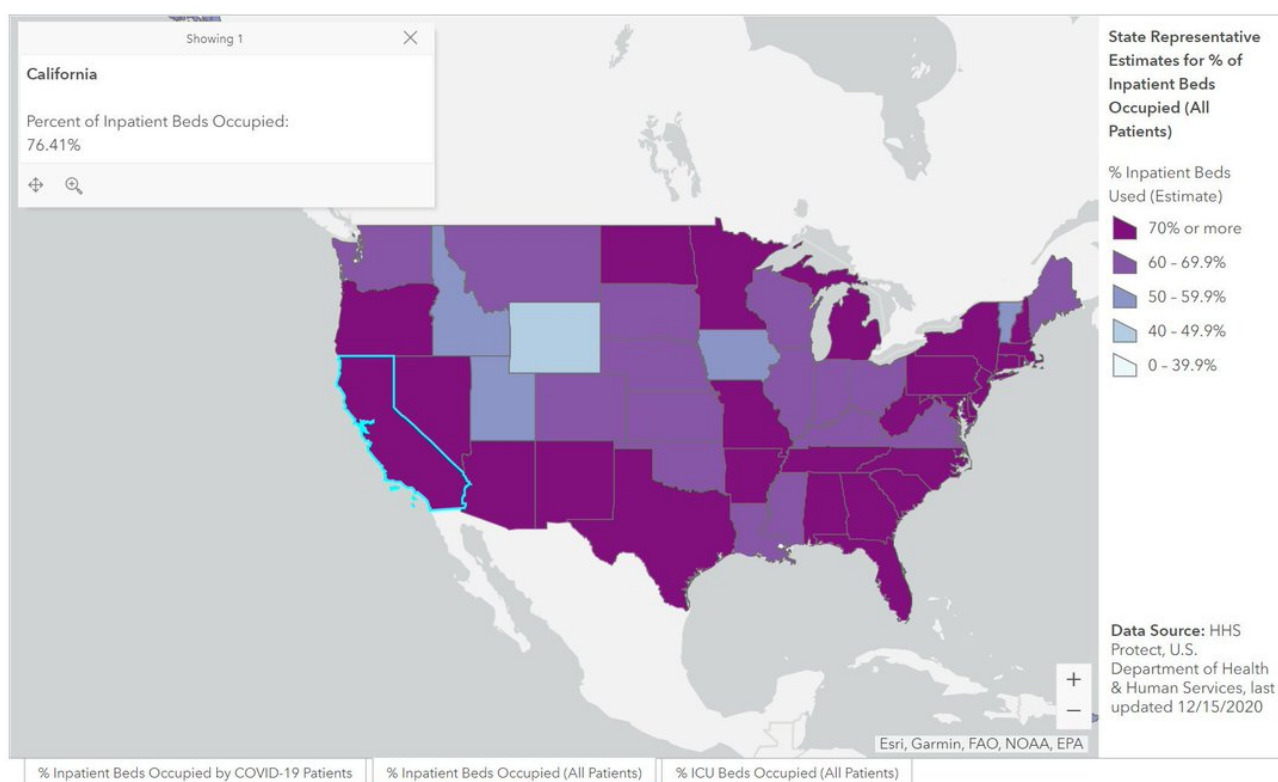 Showing 1
California
Percent of Inpatient Beds Occupied:
76.41%
State Representative
Estimates for % of
Inpatient Beds
Occupied (All
Patients)
% Inpatient Beds
Used (Estimate)
70% or more
60 – 69.9%
50 – 59.9%
40 – 49.9%
0 – 39.9%
Data Source: HHS
Protect, U.S.
Department of Health
& Human Services, last
updated 12/15/2020
+
−
Esri, Garmin, FAO, NOAA, EPA
% Inpatient Beds Occupied by COVID-19 Patients
% Inpatient Beds Occupied (All Patients)
% ICU Beds Occupied (All Patients)